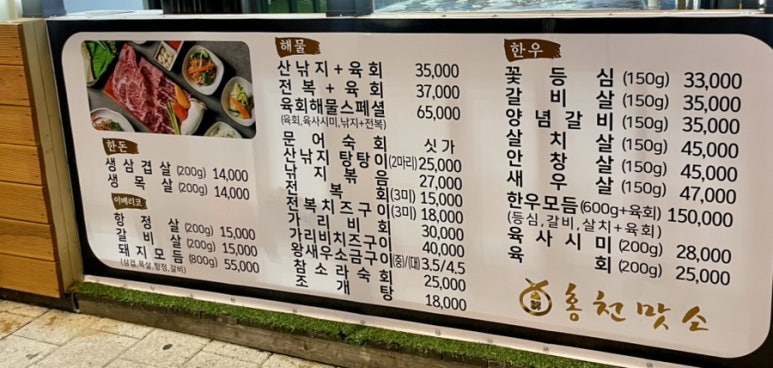 한돈
생삼겹살 (200g) 14,000
생목살 (200g) 14,000
이베리코
항정살 (200g) 15,000
갈비살 (200g) 15,000
돼지모듬 (800g) 55,000
(삼겹,목살,항정,갈비)
해물
산낚지+육회 35,000
전복+육회 37,000
육회해물스페셜 65,000
(육회,육사시미,낚지+전복)
문어숙회 싯가
산낚지탕탕이(2마리) 25,000
낚지볶음 27,000
전복회 (3미) 15,000
전복치즈구이 (3미) 18,000
가리비회 30,000
가리비치즈구이 40,000
왕새우소금구이 (중)/(대) 3.5/4.5
참소라숙회 25,000
조개탕 18,000
한우
꽃등심 (150g) 33,000
갈비살 (150g) 35,000
양념갈비 (150g) 35,000
살치살 (150g) 45,000
안창살 (150g) 45,000
새우살 (150g) 47,000
한우모듬 (600g+육회) 150,000
(등심,갈비,살치+육회)
육사시미 (200g) 28,000
육회 (200g) 25,000
홍천맛소